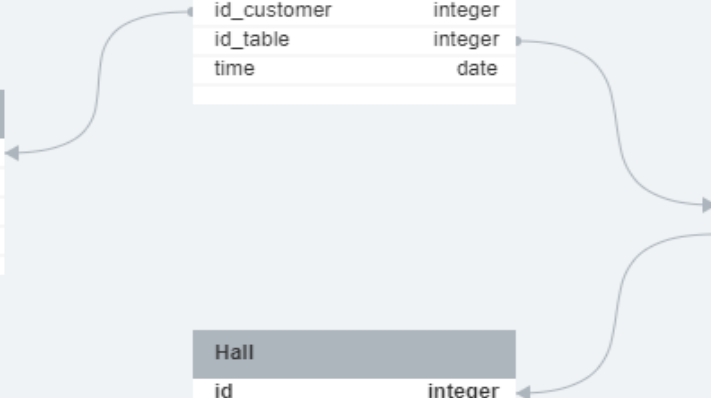 id_customer integer
id_table integer
time date
Hall
id integer